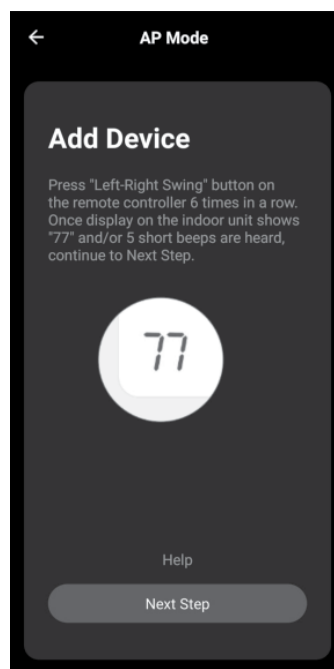 AP Mode
Add Device
Press "Left-Right Swing" button on
the remote controller 6 times in a row.
Once display on the indoor unit shows
"77" and/or 5 short beeps are heard,
continue to Next Step.
77
Help
Next Step